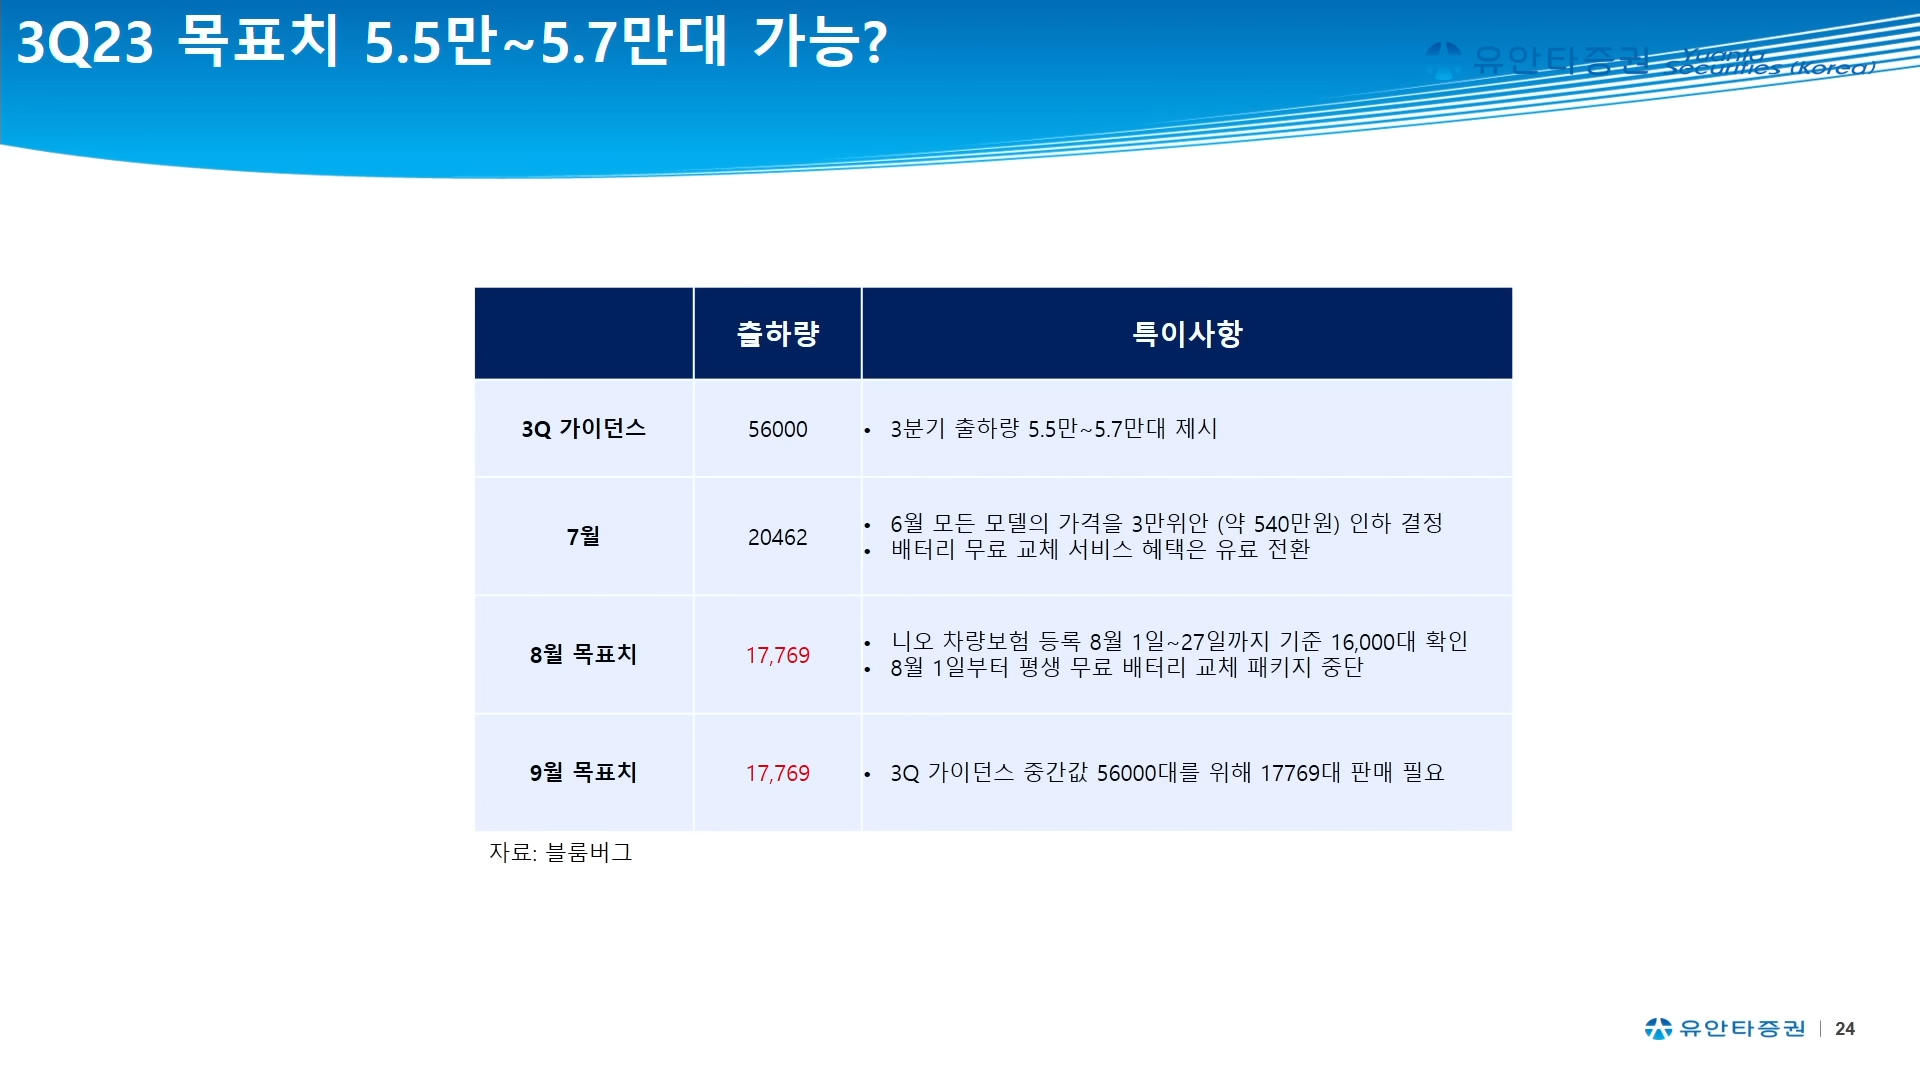 3Q23 목표치 5.5만~5.7만대 가능?
유안타증권 Yuanta Securities (Korea)
출하량 특이사항
3Q 가이던스 56000 • 3분기 출하량 5.5만~5.7만대 제시
7월 20462 • 6월 모든 모델의 가격을 3만위안 (약 540만원) 인하 결정
• 배터리 무료 교체 서비스 혜택은 유료 전환
8월 목표치 17,769 • 니오 차량보험 등록 8월 1일~27일까지 기준 16,000대 확인
• 8월 1일부터 평생 무료 배터리 교체 패키지 중단
9월 목표치 17,769 • 3Q 가이던스 중간값 56000대를 위해 17769대 판매 필요
자료: 블룸버그
유안타증권 | 24